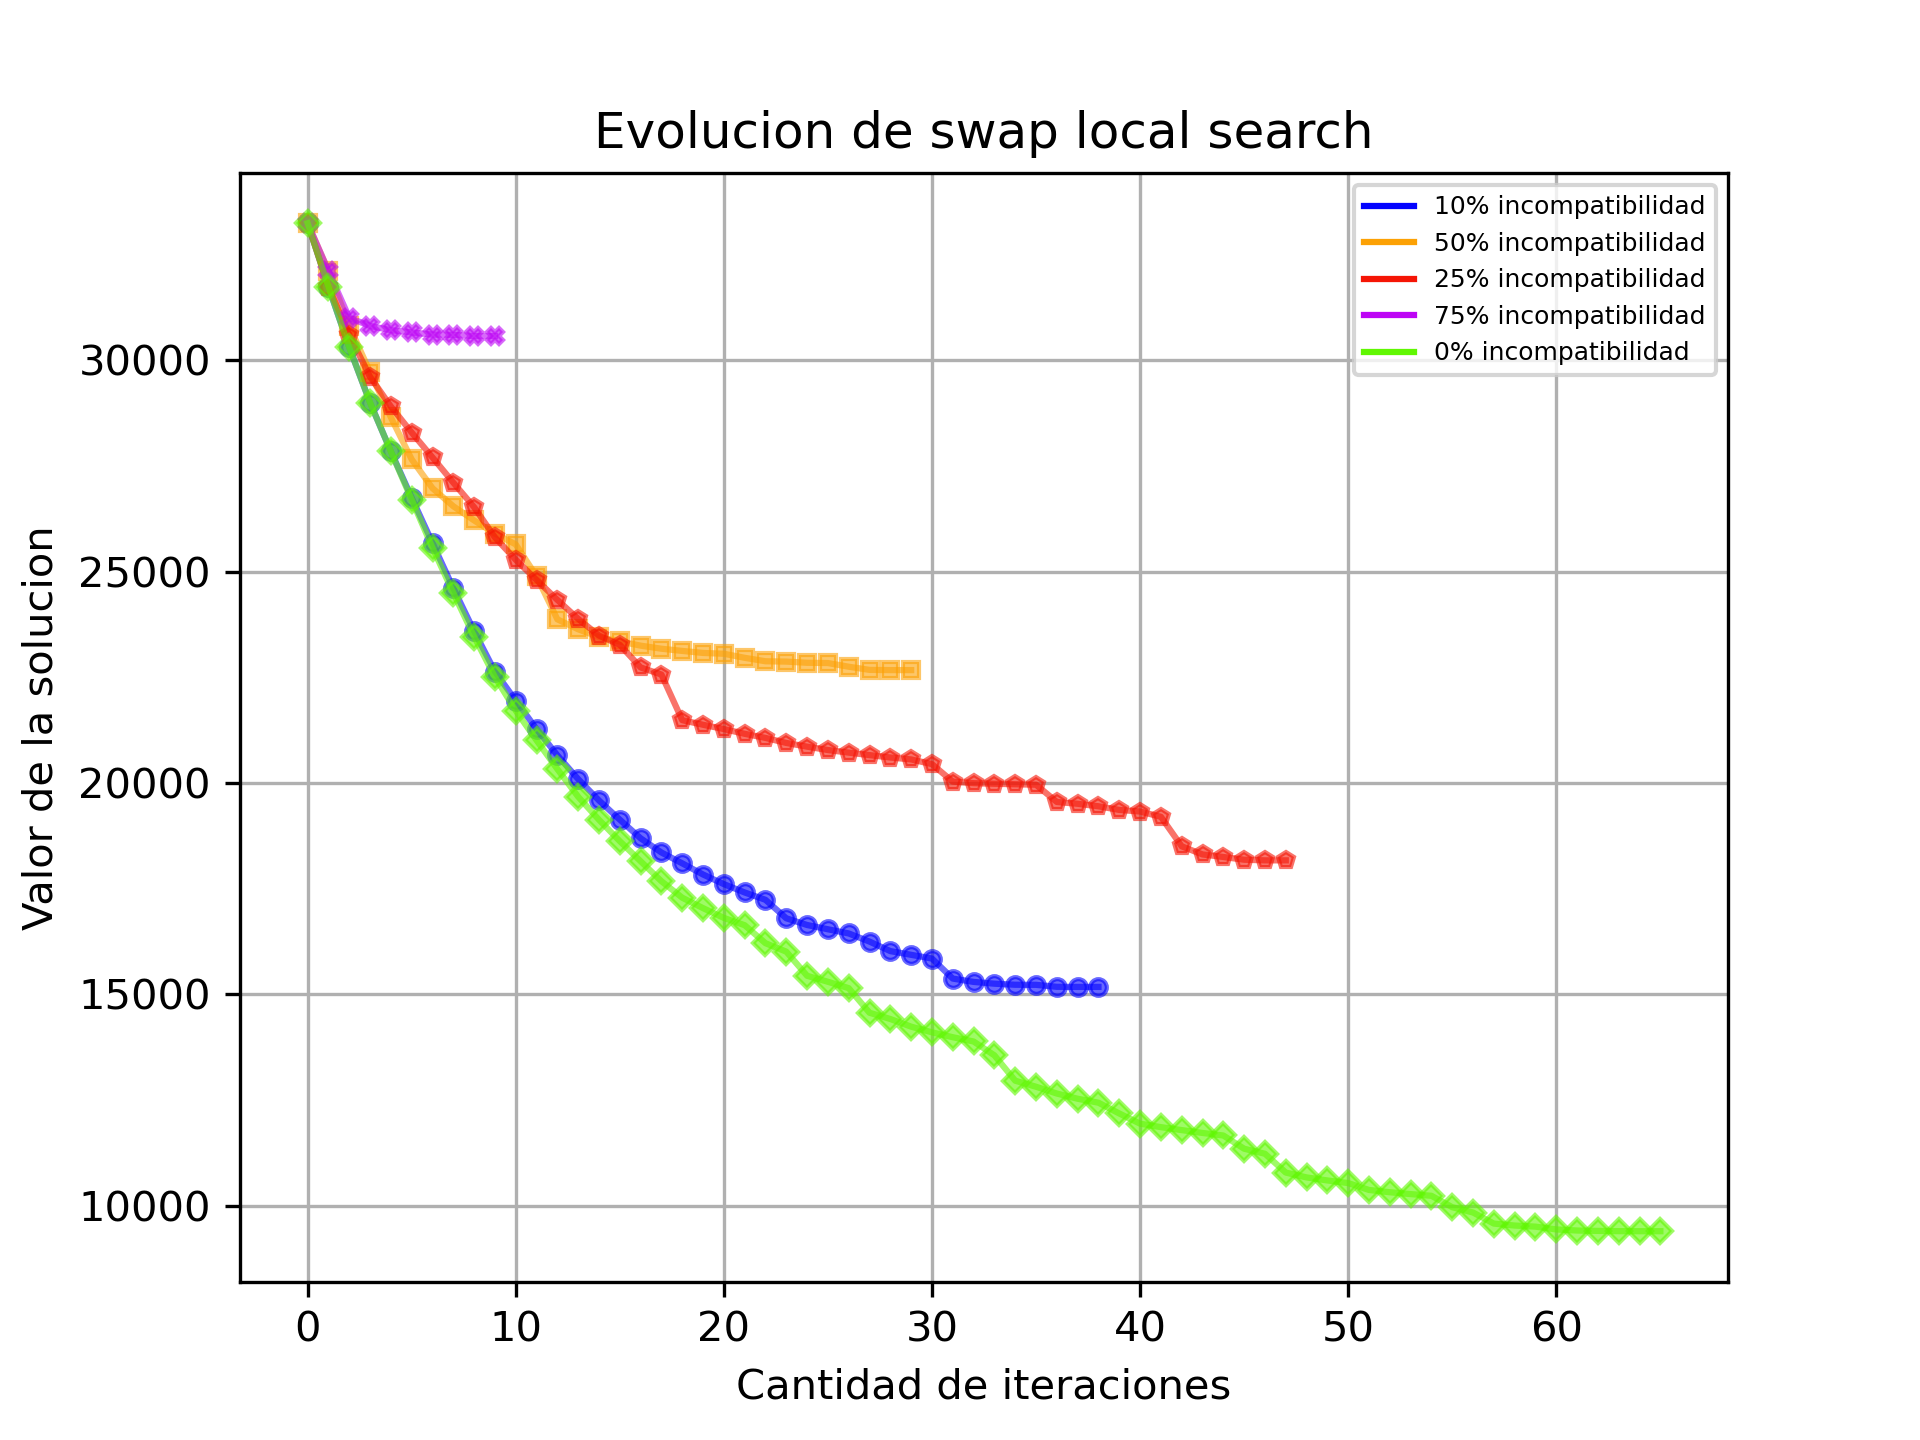 Evolucion de swap local search
10% incompatibilidad
50% incompatibilidad
25% incompatibilidad
75% incompatibilidad
0% incompatibilidad
Valor de la solucion
30000
25000
20000
15000
10000
0 10 20 30 40 50 60
Cantidad de iteraciones